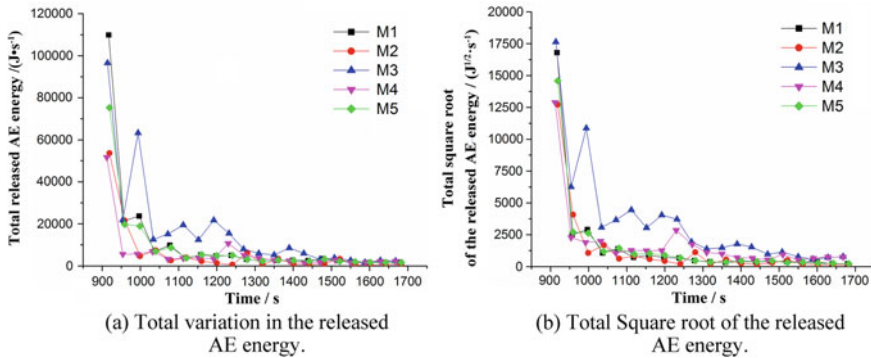 Total released AE energy /(J•s⁻¹)
120000
100000
80000
60000
40000
20000
0
M1
M2
M3
M4
M5
900 1000 1100 1200 1300 1400 1500 1600 1700
Time / s
(a) Total variation in the released
AE energy.
Total square root
of the released AE energy / (J¹ᐟ²·s⁻¹)
20000
17500
15000
12500
10000
7500
5000
2500
0
M1
M2
M3
M4
M5
900 1000 1100 1200 1300 1400 1500 1600 1700
Time / s
(b) Total Square root of the released
AE energy.